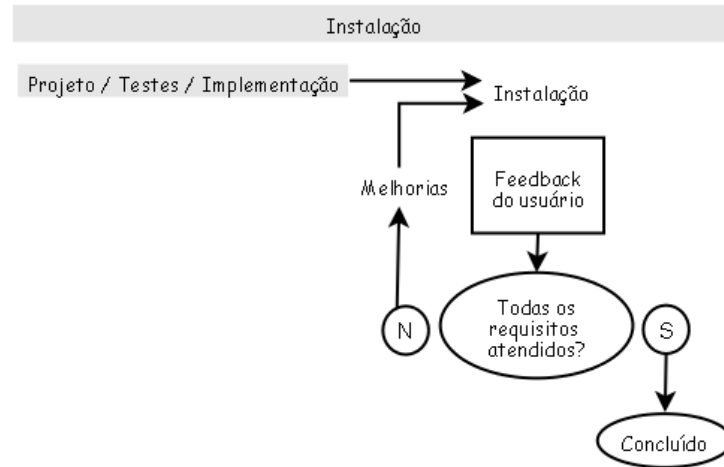 Instalação
Projeto / Testes / Implementação
Instalação
Melhorias
Feedback
do usuário
Todas os
requisitos
atendidos?
N
S
Concluído